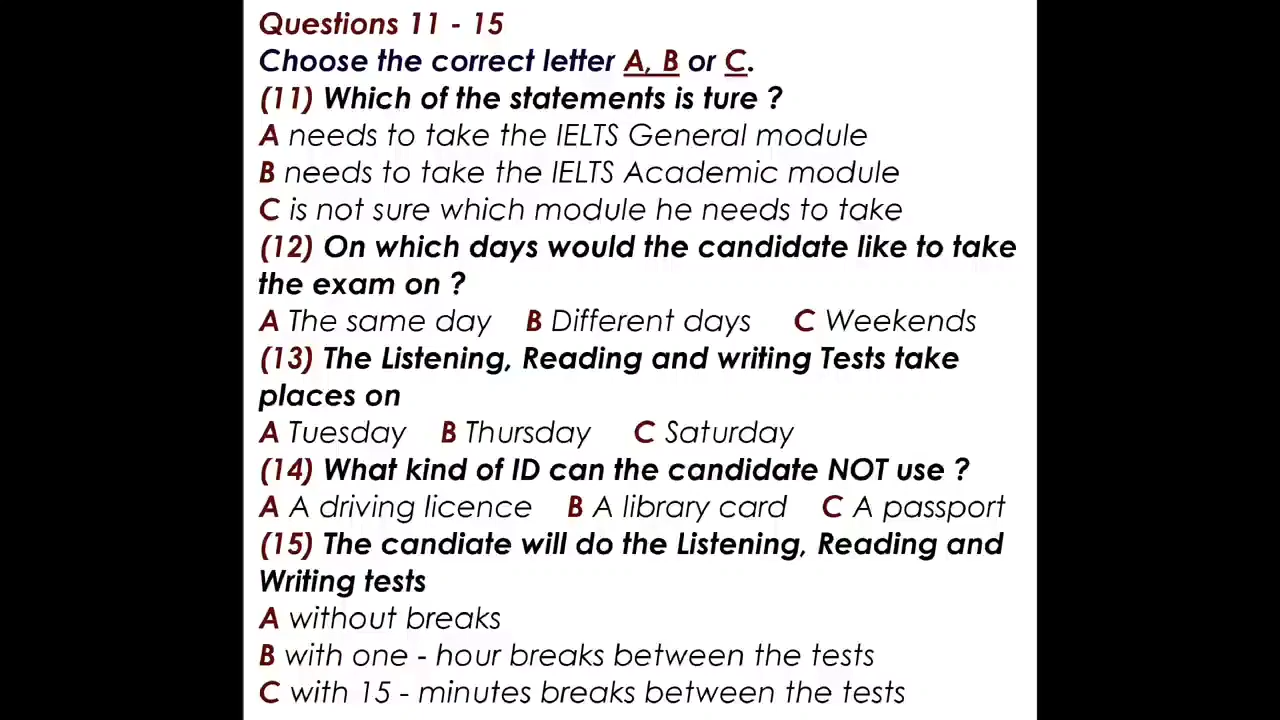 Questions 11 - 15
Choose the correct letter A, B or C.
(11) Which of the statements is ture ?
A needs to take the IELTS General module
B needs to take the IELTS Academic module
C is not sure which module he needs to take
(12) On which days would the candidate like to take
the exam on ?
A The same day B Different days C Weekends
(13) The Listening, Reading and writing Tests take
places on
A Tuesday B Thursday C Saturday
(14) What kind of ID can the candidate NOT use ?
A A driving licence B A library card C A passport
(15) The candiate will do the Listening, Reading and
Writing tests
A without breaks
B with one - hour breaks between the tests
C with 15 - minutes breaks between the tests